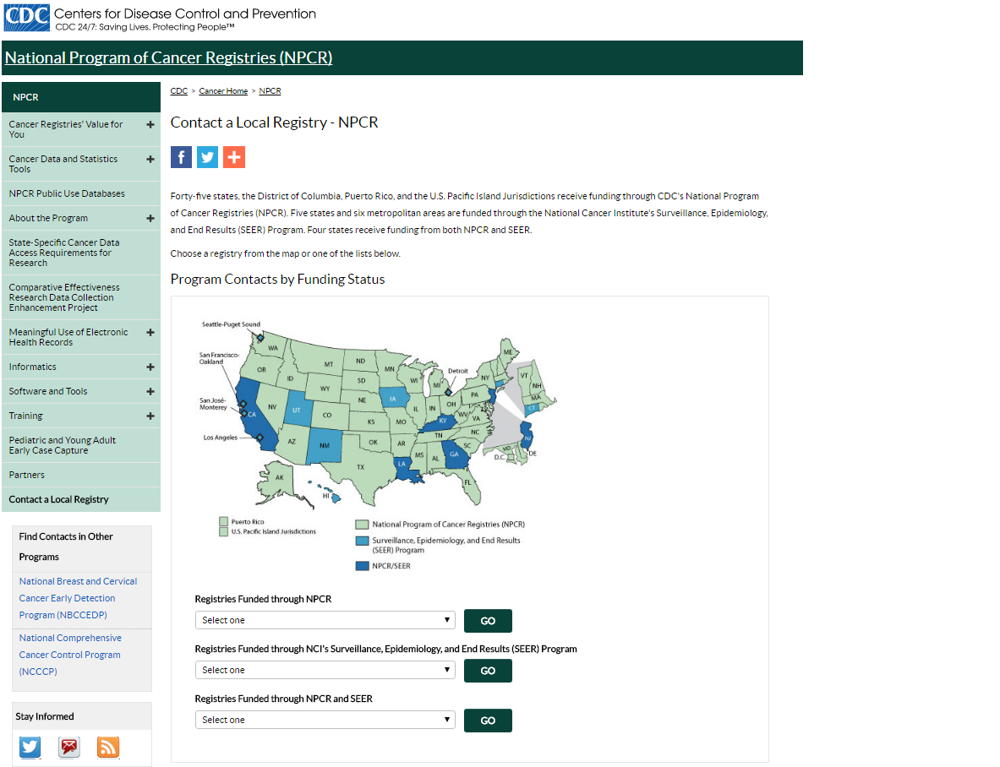 CDC
Centers for Disease Control and Prevention
CDC 24/7: Saving Lives, Protecting People™
National Program of Cancer Registries (NPCR)
NPCR
Cancer Registries' Value for
You
Cancer Data and Statistics
Tools
NPCR Public Use Databases
About the Program
State-Specific Cancer Data
Access Requirements for
Research
Comparative Effectiveness
Research Data Collection
Enhancement Project
Meaningful Use of Electronic
Health Records
Informatics
Software and Tools
Training
Pediatric and Young Adult
Early Case Capture
Partners
Contact a Local Registry
Find Contacts in Other
Programs
National Breast and Cervical
Cancer Early Detection
Program (NBCCEDP)
National Comprehensive
Cancer Control Program
(NCCCP)
Stay Informed
CDC > Cancer Home > NPCR
Contact a Local Registry - NPCR
Forty-five states, the District of Columbia, Puerto Rico, and the U.S. Pacific Island Jurisdictions receive funding through CDC's National Program
of Cancer Registries (NPCR). Five states and six metropolitan areas are funded through the National Cancer Institute's Surveillance, Epidemiology,
and End Results (SEER) Program. Four states receive funding from both NPCR and SEER.
Choose a registry from the map or one of the lists below.
Program Contacts by Funding Status
Seattle-Puget Sound
San Francisco-
Oakland
San José-
Monterey
Los Angeles
Detroit
WA
OR
ID
MT
ND
SD
MN
WI
MI
WY
NE
IA
NV
UT
CO
CA
AZ
NM
KS
MO
OK
AR
TX
LA
IL
IN
OH
KY
TN
MS
AL
GA
FL
SC
NC
VA
WV
PA
NY
ME
VT
NH
MA
CT
NJ
DE
MD
D.C.
AK
HI
Puerto Rico
U.S. Pacific Island Jurisdictions
National Program of Cancer Registries (NPCR)
Surveillance, Epidemiology, and End Results
(SEER) Program
NPCR/SEER
Registries Funded through NPCR
Select one
GO
Registries Funded through NCI's Surveillance, Epidemiology, and End Results (SEER) Program
Select one
GO
Registries Funded through NPCR and SEER
Select one
GO